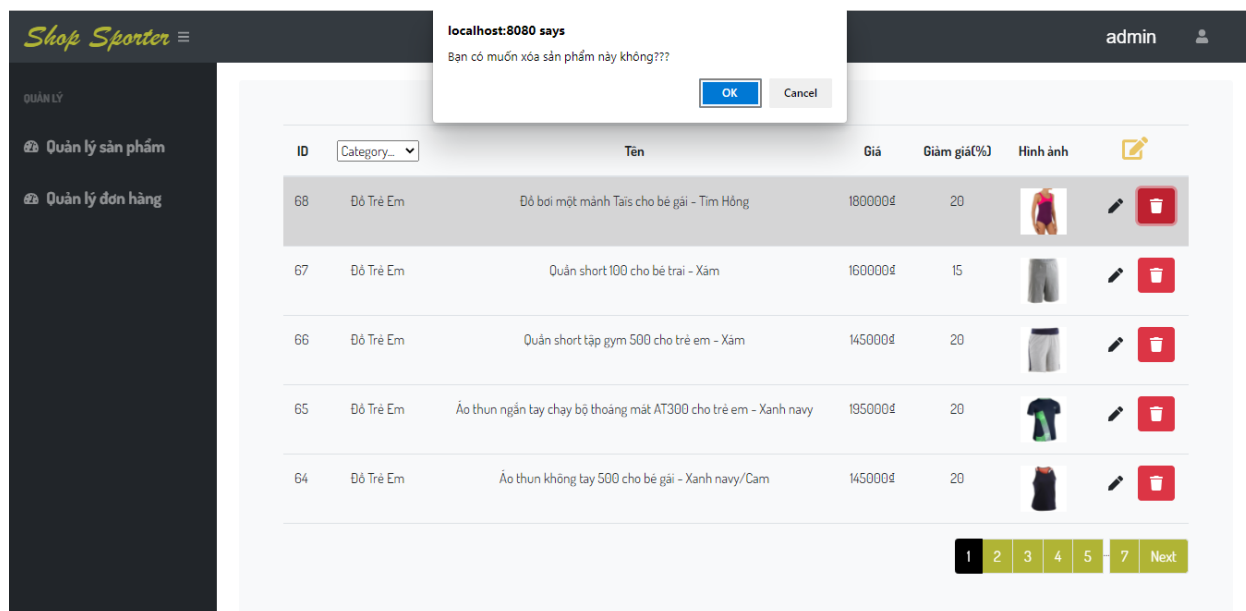 Shop Sporter
localhost:8080 says
Bạn có muốn xóa sản phẩm này không???
OK Cancel
admin
QUẢN LÝ
Quản lý sản phẩm
Quản lý đơn hàng
ID Category... Tên Giá Giảm giá(%) Hình ảnh
68 Đồ Trẻ Em Đồ bơi một mảnh Tais cho bé gái - Tím Hồng 180000₫ 20
67 Đồ Trẻ Em Quần short 100 cho bé trai - Xám 160000₫ 15
66 Đồ Trẻ Em Quần short tập gym 500 cho trẻ em - Xám 145000₫ 20
65 Đồ Trẻ Em Áo thun ngắn tay chạy bộ thoáng mát AT300 cho trẻ em - Xanh navy 195000₫ 20
64 Đồ Trẻ Em Áo thun không tay 500 cho bé gái - Xanh navy/Cam 145000₫ 20
1 2 3 4 5 ... 7 Next